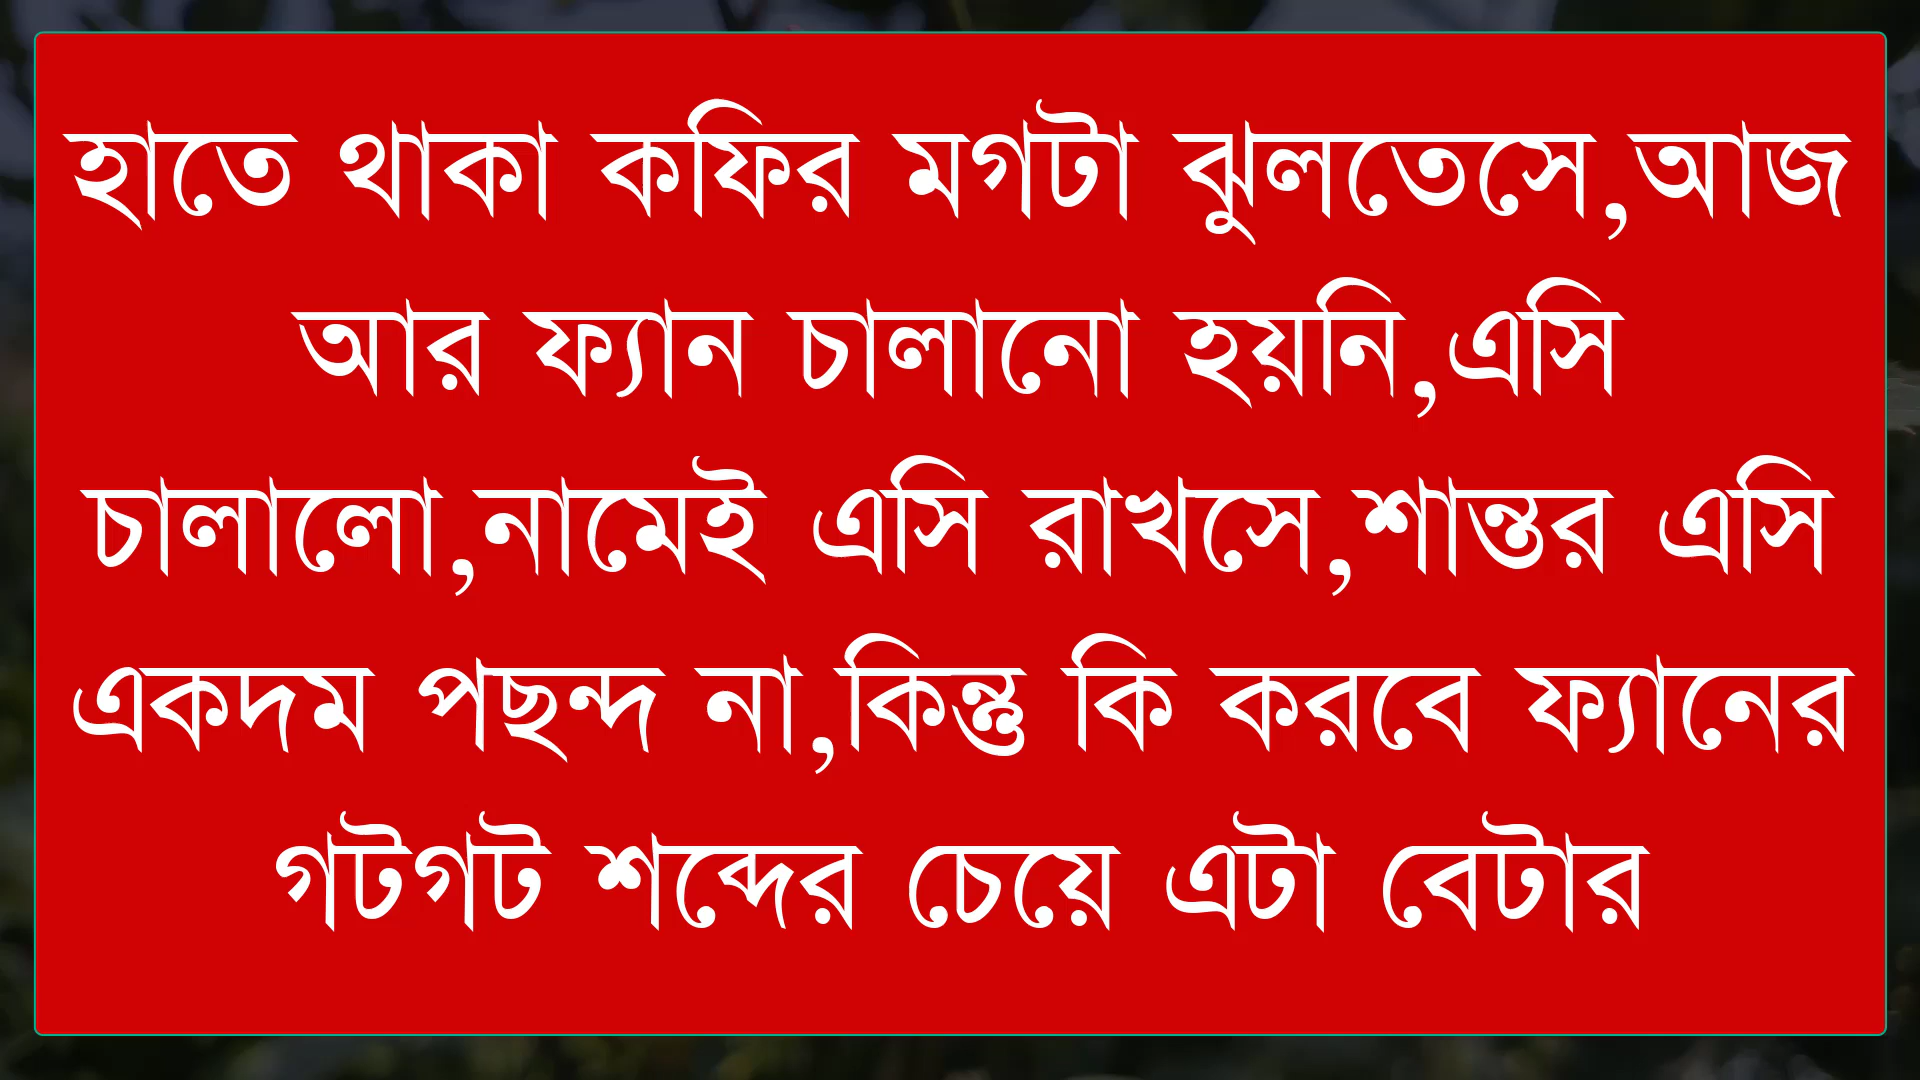 হাতে থাকা কফির মগটা ঝুলতেসে,আজ
আর ফ্যান চালানো হয়নি,এসি
চালালো,নামেই এসি রাখসে,শান্তর এসি
একদম পছন্দ না,কিন্তু কি করবে ফ্যানের
গটগট শব্দের চেয়ে এটা বেটার